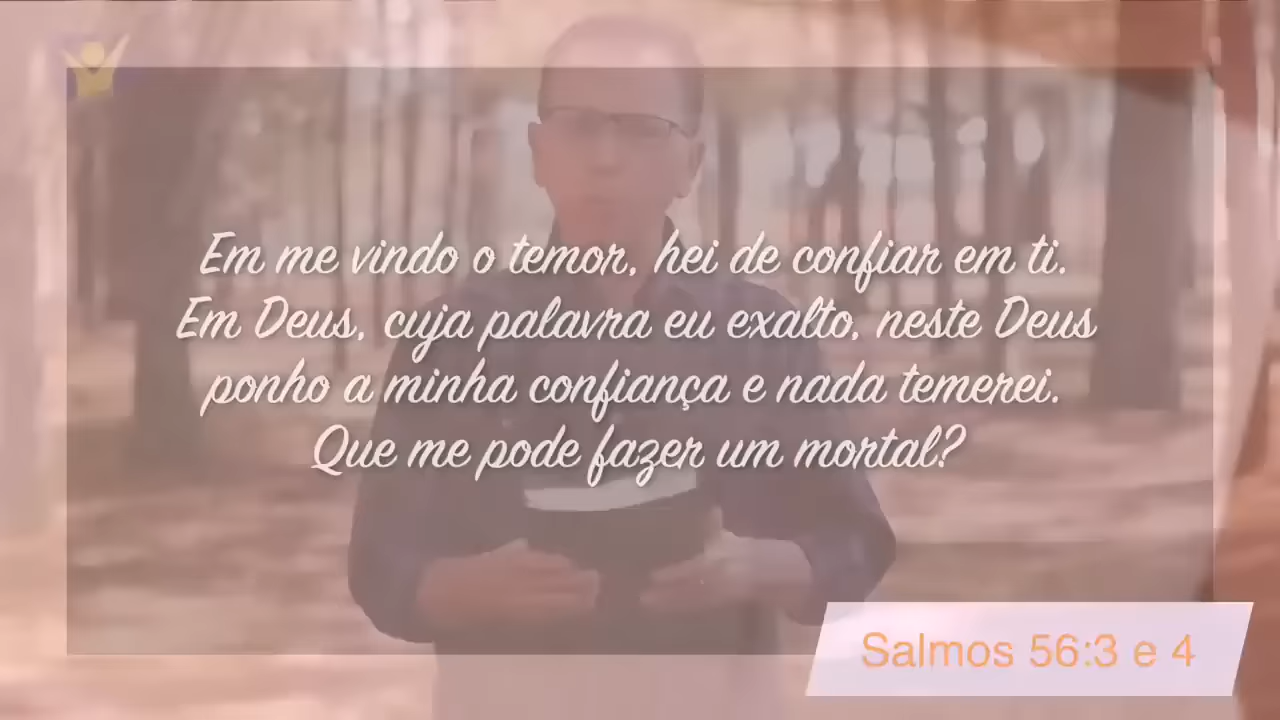 Em me vindo o temor, hei de confiar em ti.
Em Deus, cuja palavra eu exalto, neste Deus
ponho a minha confiança e nada temerei.
Que me pode fazer um mortal?
Salmos 56:3 e 4